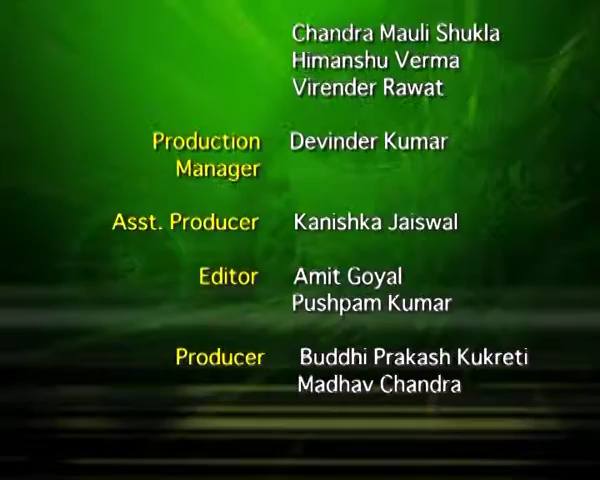 Chandra Mauli Shukla
Himanshu Verma
Virender Rawat
Production Devinder Kumar
Manager
Asst. Producer Kanishka Jaiswal
Editor Amit Goyal
Pushpam Kumar
Producer Buddhi Prakash Kukreti
Madhav Chandra